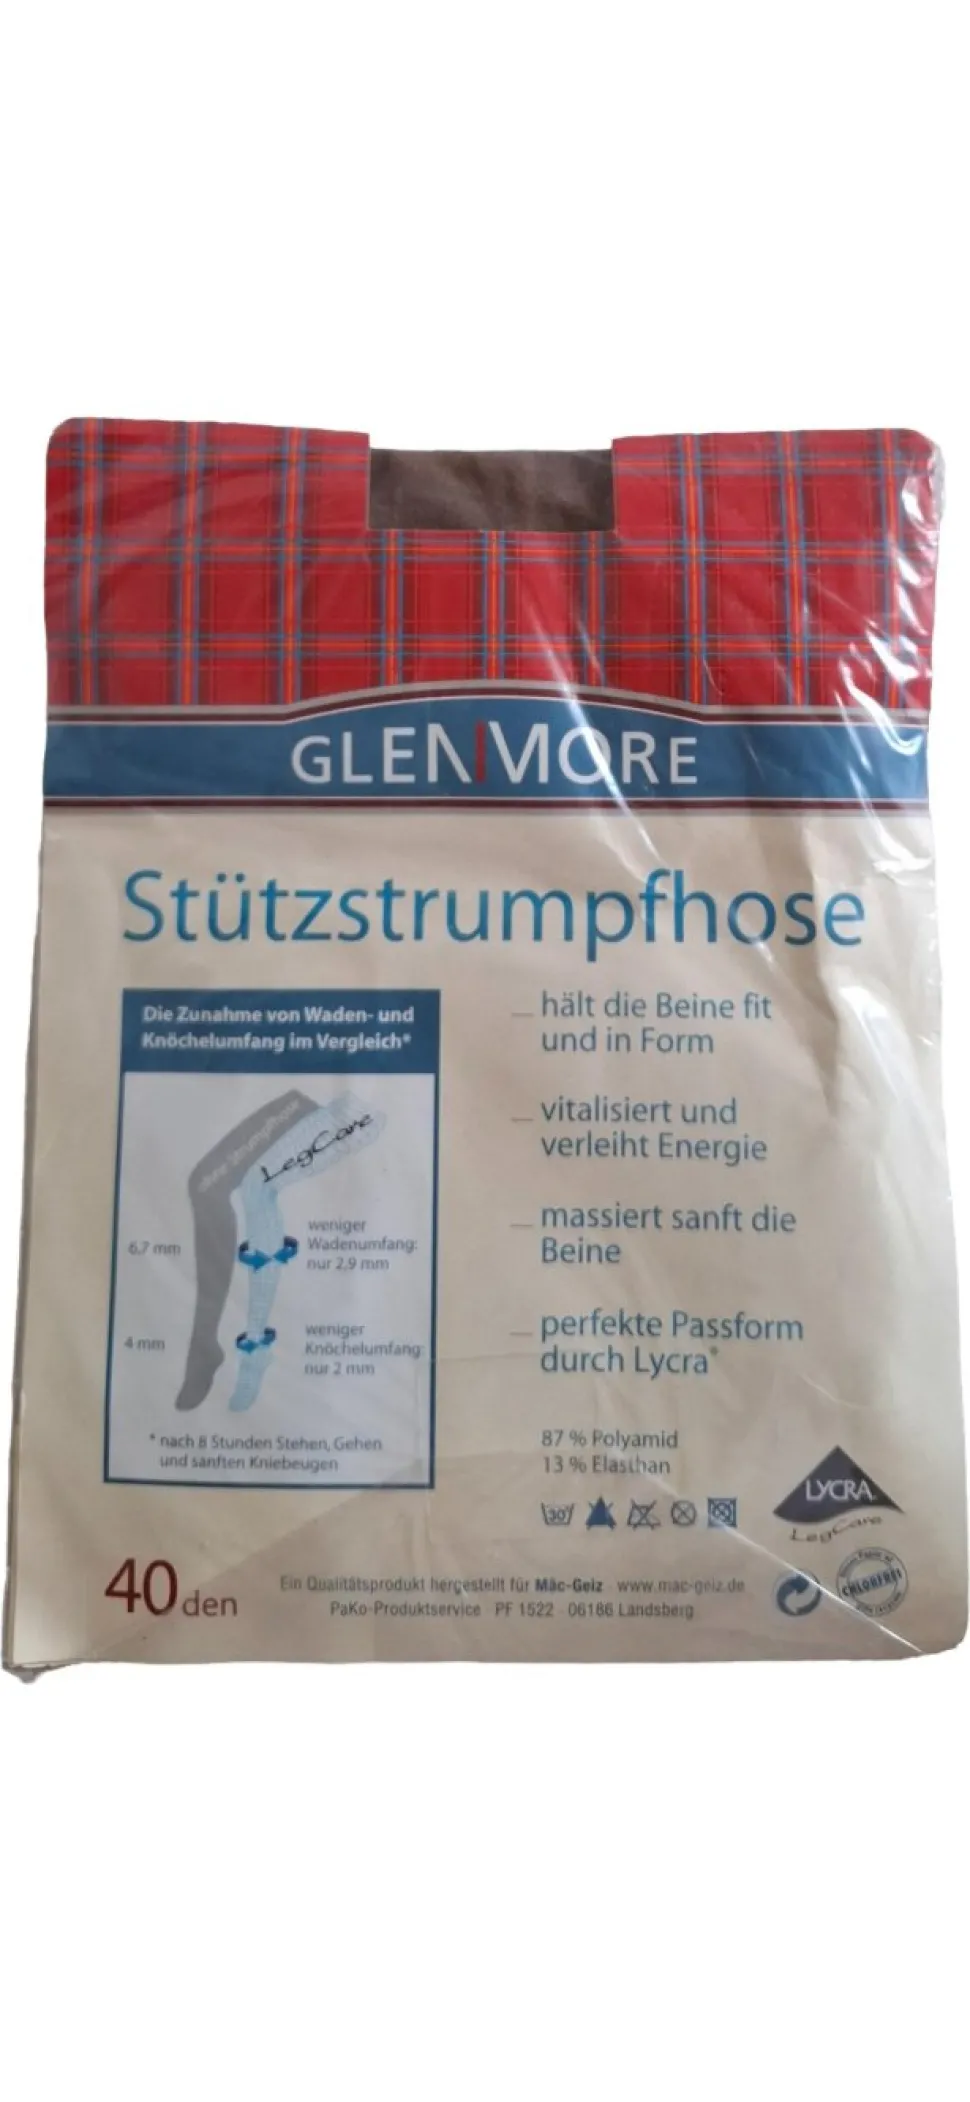 GLENMORE
Stützstrumpfhose
Die Zunahme von Waden- und
Knöchelumfang im Vergleich*
LegCare
6,7 mm
weniger
Wadenumfang:
nur 2,9 mm
4 mm
weniger
Knöchelumfang:
nur 2 mm
* nach 8 Stunden Stehen, Gehen
und sanften Kniebeugen
hält die Beine fit
und in Form
vitalisiert und
verleiht Energie
massiert sanft die
Beine
perfekte Passform
durch Lycra®
87 % Polyamid
13 % Elasthan
30
LYCRA®
LegCare
40 den
Ein Qualitätsprodukt hergestellt für Mäc-Geiz · www.mac-geiz.de
PaKo-Produktservice · PF 1522 · 06186 Landsberg
CHLORFREI